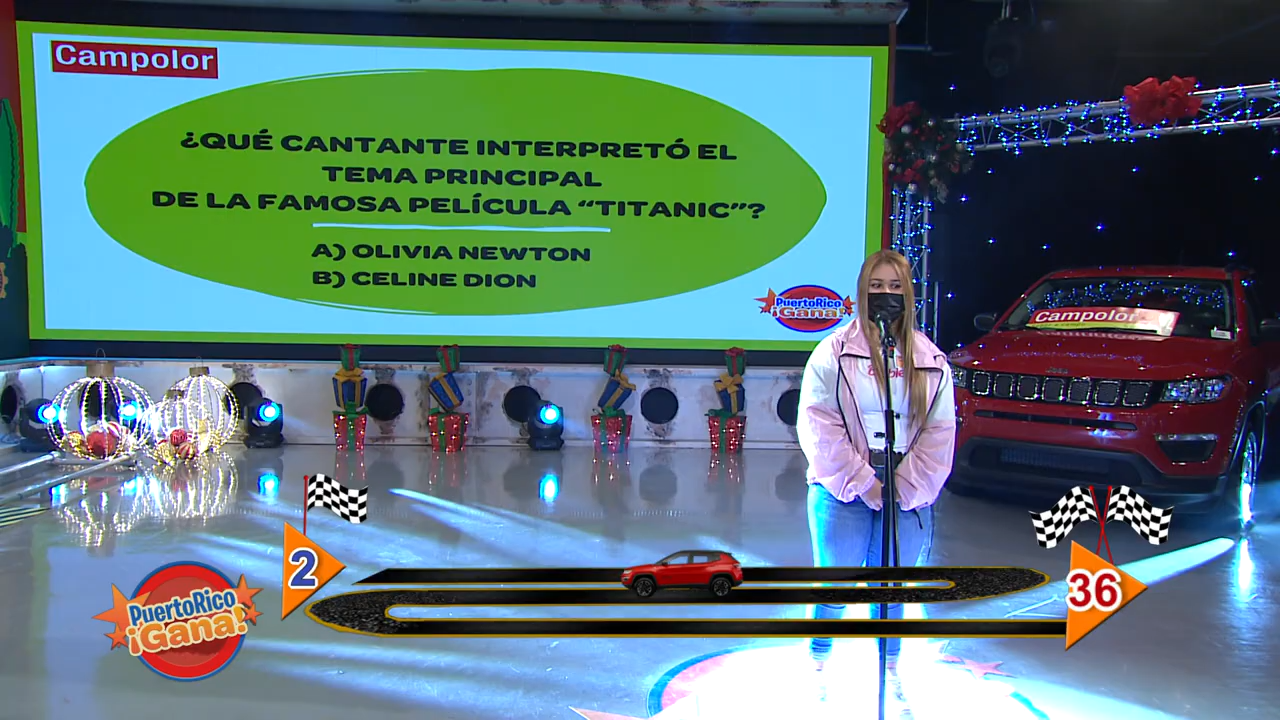 Campolor
¿QUÉ CANTANTE INTERPRETÓ EL
TEMA PRINCIPAL
DE LA FAMOSA PELÍCULA “TITANIC”?
A) OLIVIA NEWTON
B) CELINE DION
PuertoRico
¡Gana!
Campolor
2
36
PuertoRico
¡Gana!